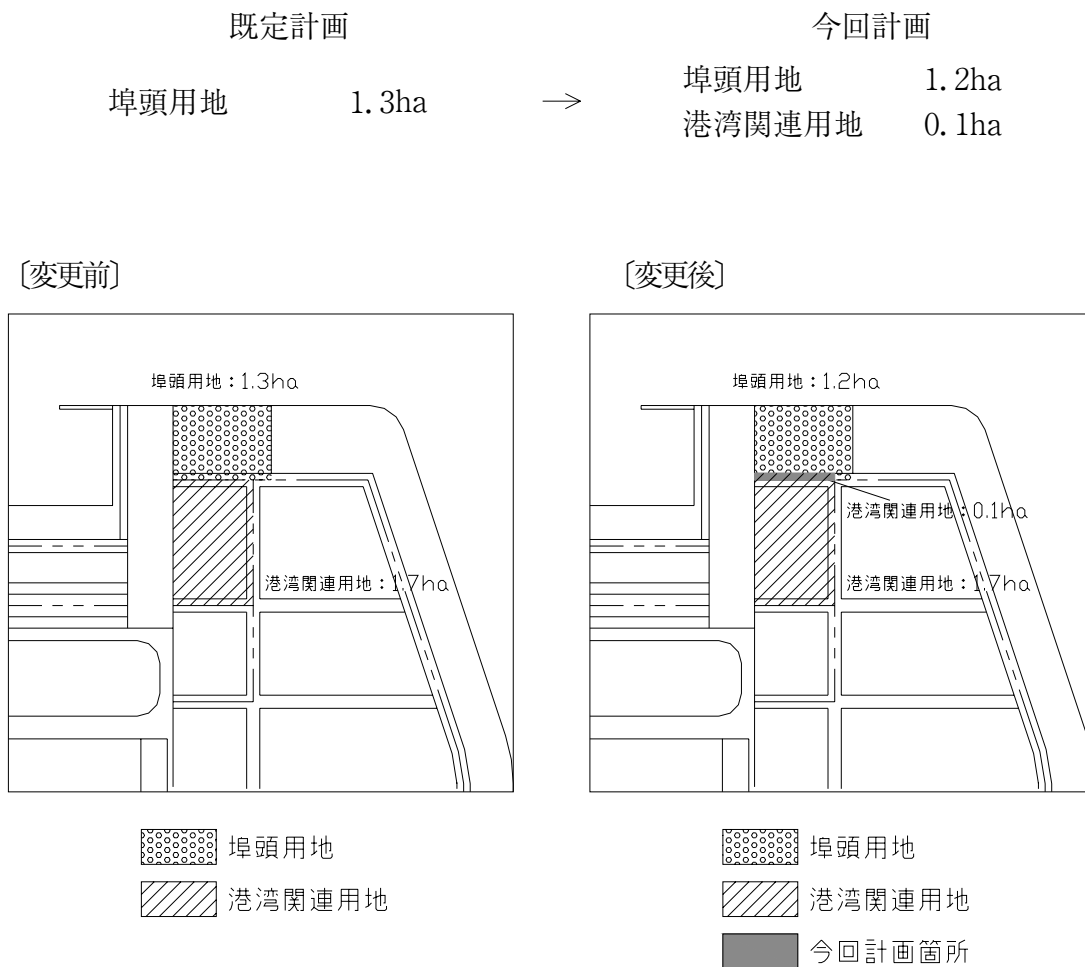 既定計画
今回計画
埠頭用地 1.3ha → 埠頭用地 1.2ha
港湾関連用地 0.1ha
〔変更前〕
〔変更後〕
埠頭用地：1.3ha
港湾関連用地：1.7ha
埠頭用地：1.2ha
港湾関連用地：0.1ha
港湾関連用地：1.7ha
埠頭用地
港湾関連用地
埠頭用地
港湾関連用地
今回計画箇所